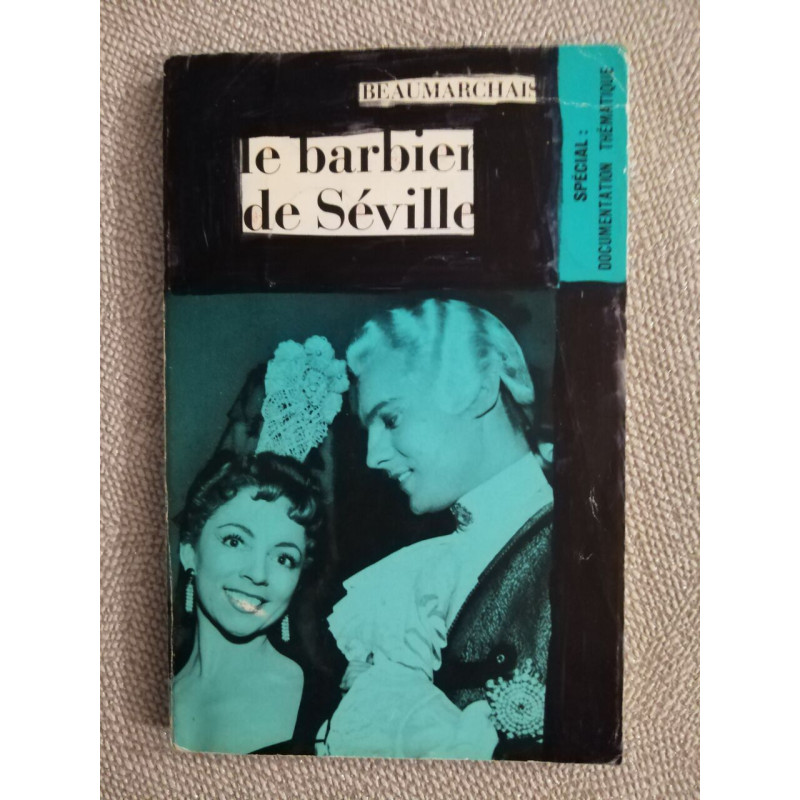 BEAUMARCHAIS
le barbier
de Séville
SPÉCIAL :
DOCUMENTATION THÉMATIQUE